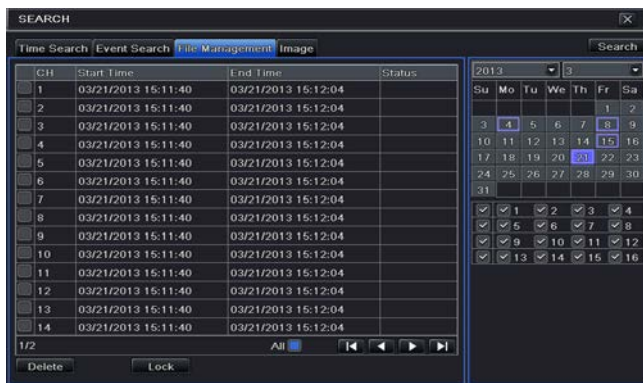 SEARCH
Time Search Event Search File Management Image
Search
CH Start Time End Time Status
1 03/21/2013 15:11:40 03/21/2013 15:12:04
2 03/21/2013 15:11:40 03/21/2013 15:12:04
3 03/21/2013 15:11:40 03/21/2013 15:12:04
4 03/21/2013 15:11:40 03/21/2013 15:12:04
5 03/21/2013 15:11:40 03/21/2013 15:12:04
6 03/21/2013 15:11:40 03/21/2013 15:12:04
7 03/21/2013 15:11:40 03/21/2013 15:12:04
8 03/21/2013 15:11:40 03/21/2013 15:12:04
9 03/21/2013 15:11:40 03/21/2013 15:12:04
10 03/21/2013 15:11:40 03/21/2013 15:12:04
11 03/21/2013 15:11:40 03/21/2013 15:12:04
12 03/21/2013 15:11:40 03/21/2013 15:12:04
13 03/21/2013 15:11:40 03/21/2013 15:12:04
14 03/21/2013 15:11:40 03/21/2013 15:12:04
1/2 All
Delete Lock
2013 3
Su Mo Tu We Th Fr Sa
1 2
3 4 5 6 7 8 9
10 11 12 13 14 15 16
17 18 19 20 21 22 23
24 25 26 27 28 29 30
31
1 2 3 4
5 6 7 8
9 10 11 12
13 14 15 16